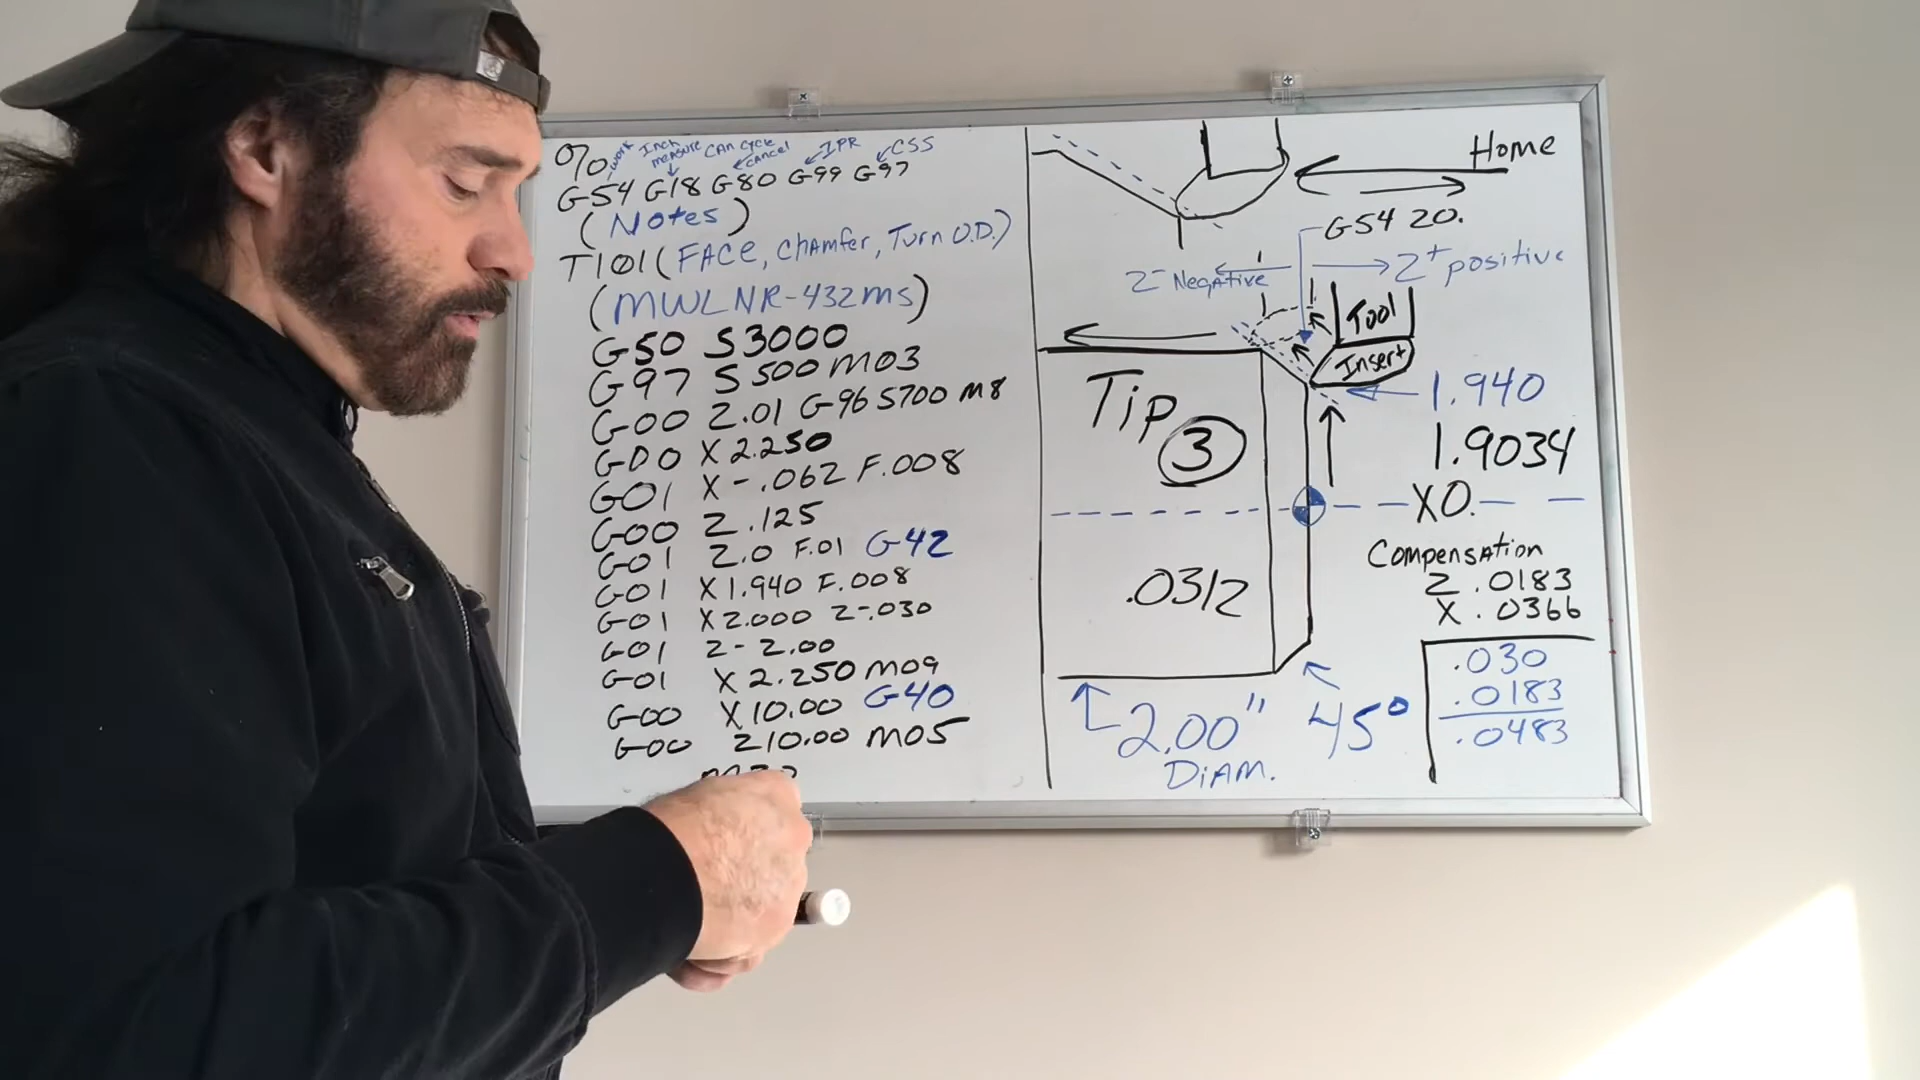 %
work Inch measure CAN cycle cancel IPR CSS
G54 G18 G80 G99 G97
(Notes)
T101 (FACE, chAmfer, Turn O.D.)
(MWLNR-432ms)
G50 S3000
G97 S500 m03
G00 Z.01 G96 S700 m8
G00 X2.250
G01 X-.062 F.008
G00 Z.125
G01 Z.0 F.01 G42
G01 X1.940 F.008
G01 X2.000 Z-.030
G01 Z-2.00
G01 X2.250 m09
G00 X10.00 G40
G00 Z10.00 m05
Home
G54 20.
Z- Negative
Z+ positive
Tool
Insert
1.940
Tip 3
1.9034
X0.
.0312
Compensation
Z .0183
X .0366
.030
.0183
.0483
2.00"
DiAM.
45°